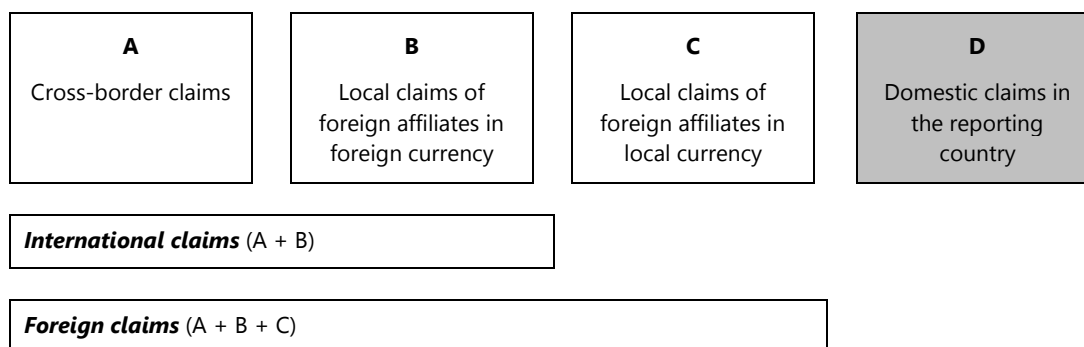 A
Cross-border claims
B
Local claims of
foreign affiliates in
foreign currency
C
Local claims of
foreign affiliates in
local currency
D
Domestic claims in
the reporting
country
International claims (A + B)
Foreign claims (A + B + C)